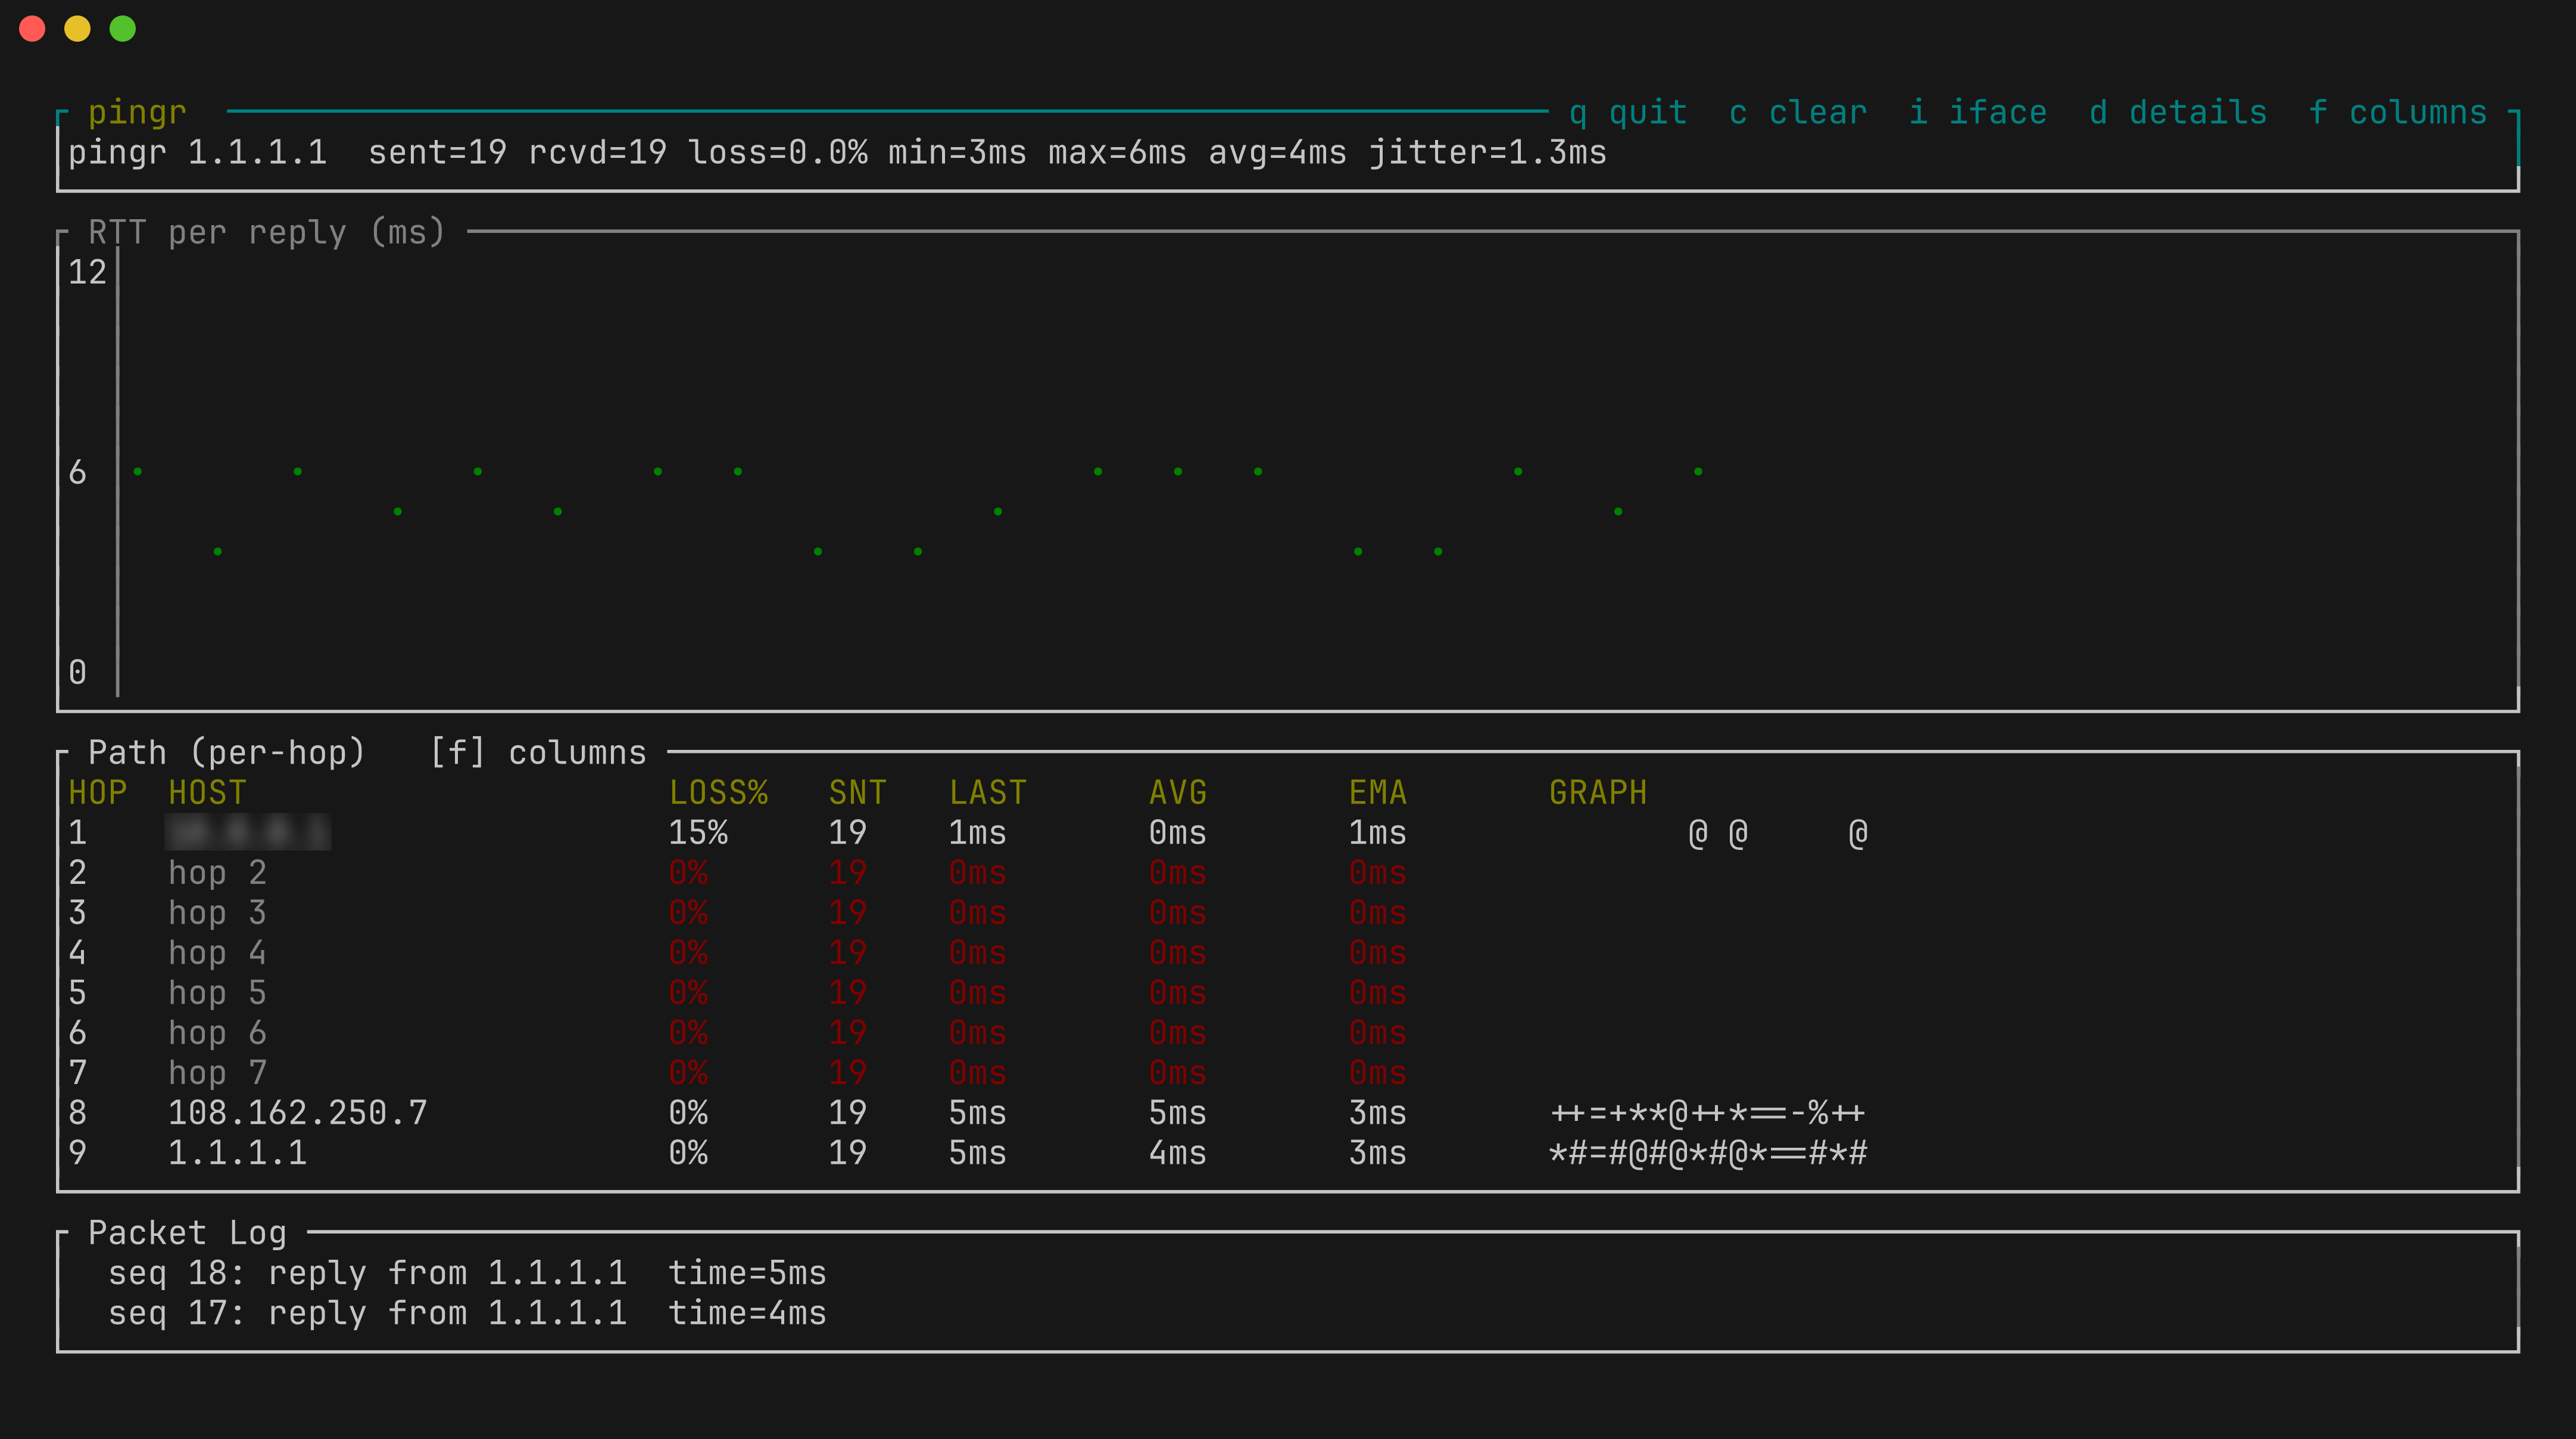 pingr q quit c clear i iface d details f columns
pingr 1.1.1.1 sent=19 rcvd=19 loss=0.0% min=3ms max=6ms avg=4ms jitter=1.3ms
RTT per reply (ms)
12
6
0
Path (per-hop) [f] columns
HOP HOST LOSS% SNT LAST AVG EMA GRAPH
1 15% 19 1ms 0ms 1ms @ @ @
2 hop 2 0% 19 0ms 0ms 0ms
3 hop 3 0% 19 0ms 0ms 0ms
4 hop 4 0% 19 0ms 0ms 0ms
5 hop 5 0% 19 0ms 0ms 0ms
6 hop 6 0% 19 0ms 0ms 0ms
7 hop 7 0% 19 0ms 0ms 0ms
8 108.162.250.7 0% 19 5ms 5ms 3ms ++=+**@++*==-%++
9 1.1.1.1 0% 19 5ms 4ms 3ms *#=#@#@*#@*==#*#
Packet Log
seq 18: reply from 1.1.1.1 time=5ms
seq 17: reply from 1.1.1.1 time=4ms